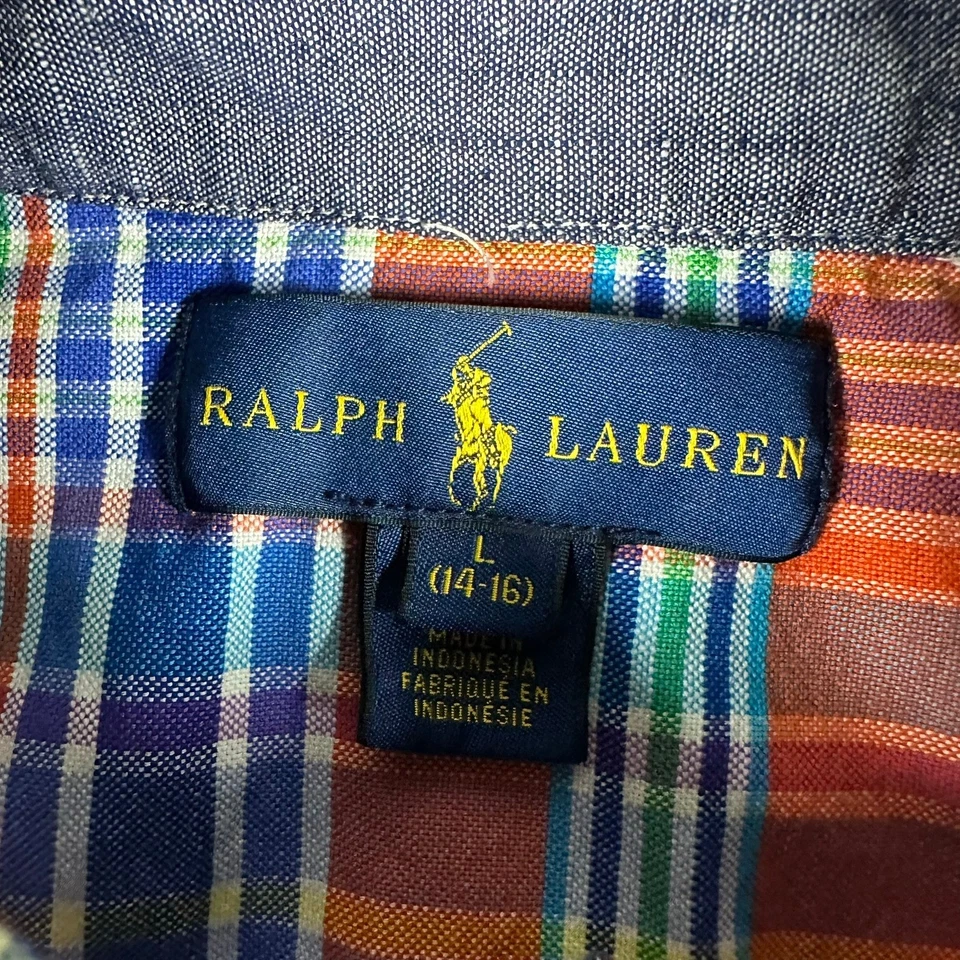 RALPH LAUREN
L
(14-16)
MADE IN
INDONESIA
FABRIQUÉ EN
INDONÉSIE